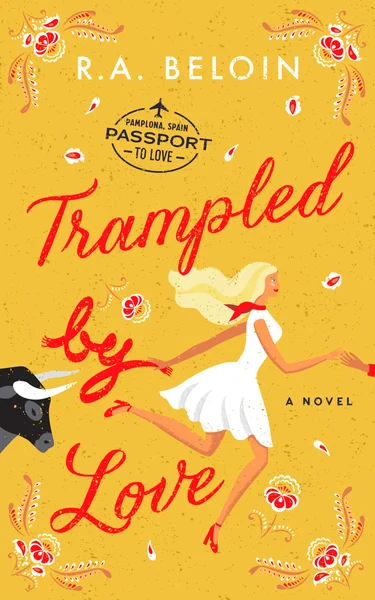 R.A. BELOIN
PAMPLONA, SPAIN
PASSPORT
– TO LOVE –
Trampled
by
A NOVEL
Love